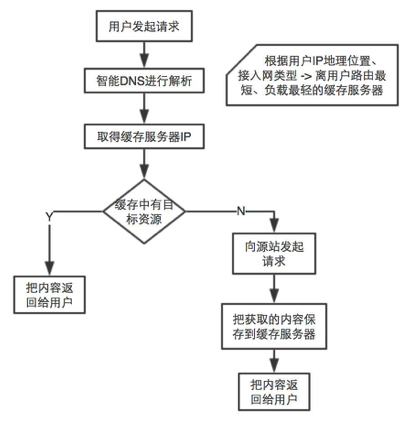 用户发起请求
智能DNS进行解析
根据用户IP地理位置、
接入网类型 -> 离用户路由最
短、负载最轻的缓存服务器
取得缓存服务器IP
缓存中有目
标资源
Y
N
向源站发起
请求
把内容返
回给用户
把获取的内容保
存到缓存服务器
把内容返
回给用户